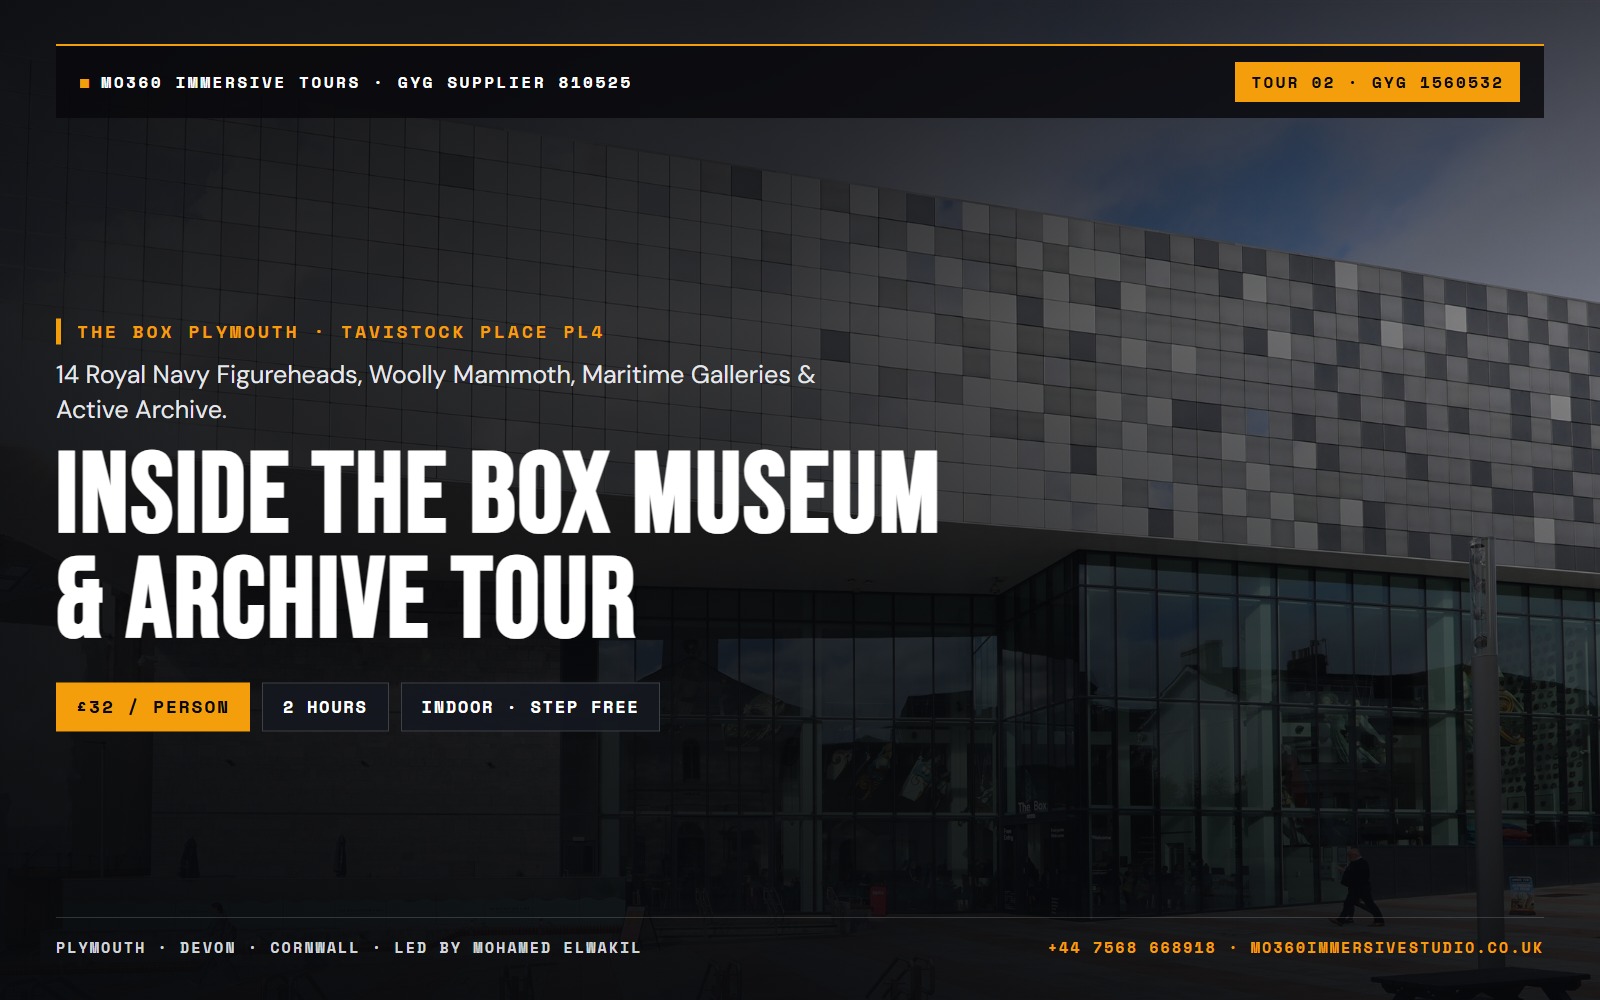 MO360 IMMERSIVE TOURS · GYG SUPPLIER 810525
TOUR 02 · GYG 1560532
THE BOX PLYMOUTH · TAVISTOCK PLACE PL4
14 Royal Navy Figureheads, Woolly Mammoth, Maritime Galleries &
Active Archive.
INSIDE THE BOX MUSEUM
& ARCHIVE TOUR
£32 / PERSON
2 HOURS
INDOOR · STEP FREE
The Box
PLYMOUTH · DEVON · CORNWALL · LED BY MOHAMED ELWAKIL
+44 7568 668918 · MO360IMMERSIVESTUDIO.CO.UK